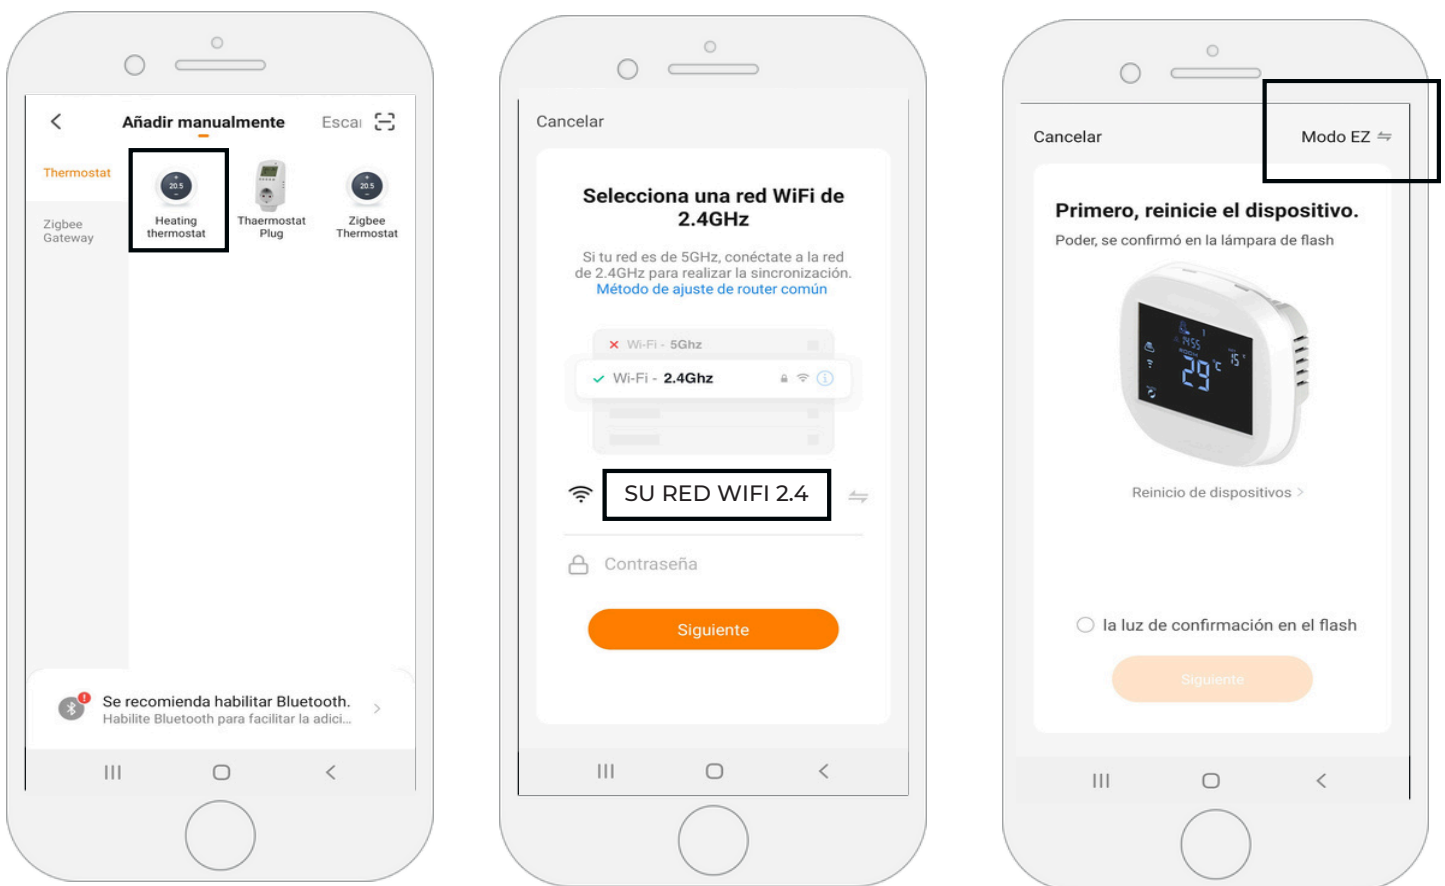 Añadir manualmente
Escai
Thermostat
Zigbee
Gateway
20.5
Heating
thermostat
Thaermostat
Plug
20.5
Zigbee
Thermostat
Se recomienda habilitar Bluetooth.
Habilite Bluetooth para facilitar la adici...
Cancelar
Selecciona una red WiFi de
2.4GHz
Si tu red es de 5GHz, conéctate a la red
de 2.4GHz para realizar la sincronización.
Método de ajuste de router común
Wi-Fi - 5Ghz
Wi-Fi - 2.4Ghz
SU RED WIFI 2.4
Contraseña
Siguiente
Cancelar
Modo EZ
Primero, reinicie el dispositivo.
Poder, se confirmó en la lámpara de flash
1
1455
ROOM
29°C
15°
Reinicio de dispositivos >
la luz de confirmación en el flash
Siguiente